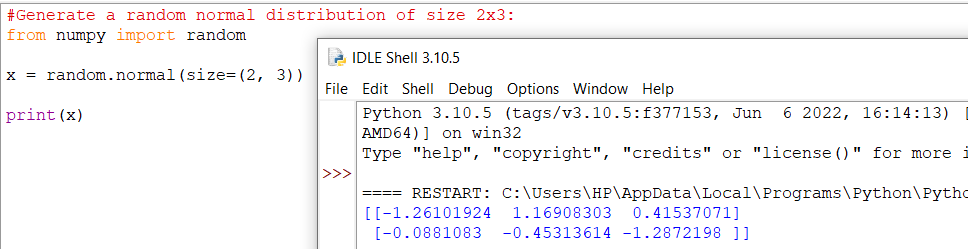 #Generate a random normal distribution of size 2x3:
from numpy import random
x = random.normal(size=(2, 3))
print(x)
IDLE Shell 3.10.5
File Edit Shell Debug Options Window Help
Python 3.10.5 (tags/v3.10.5:f377153, Jun  6 2022, 16:14:13) [
AMD64)] on win32
Type "help", "copyright", "credits" or "license()" for more i
>>>
==== RESTART: C:\Users\HP\AppData\Local\Programs\Python\Pytho
[[-1.26101924  1.16908303  0.41537071]
 [-0.0881083  -0.45313614 -1.2872198 ]]